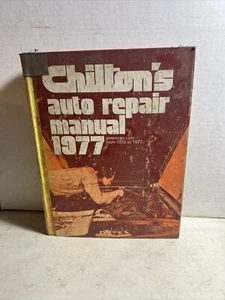 Chilton's
auto repair
manual
1977
american cars
from 1970 to 1977